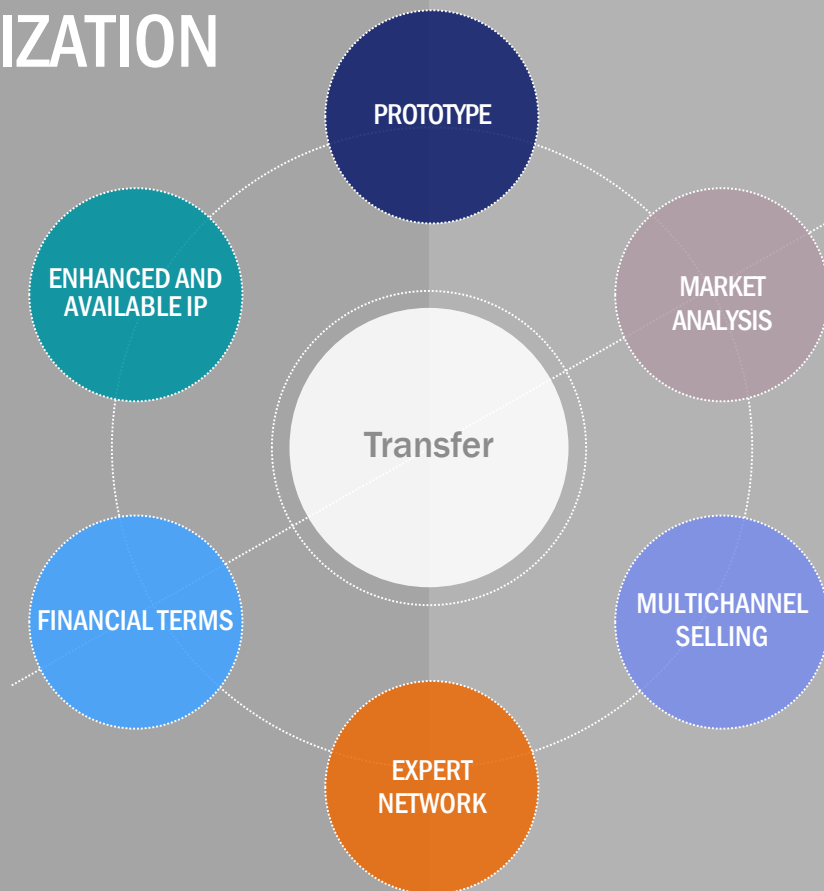 IZATION
PROTOTYPE
ENHANCED AND
AVAILABLE IP
MARKET
ANALYSIS
Transfer
FINANCIAL TERMS
MULTICHANNEL
SELLING
EXPERT
NETWORK